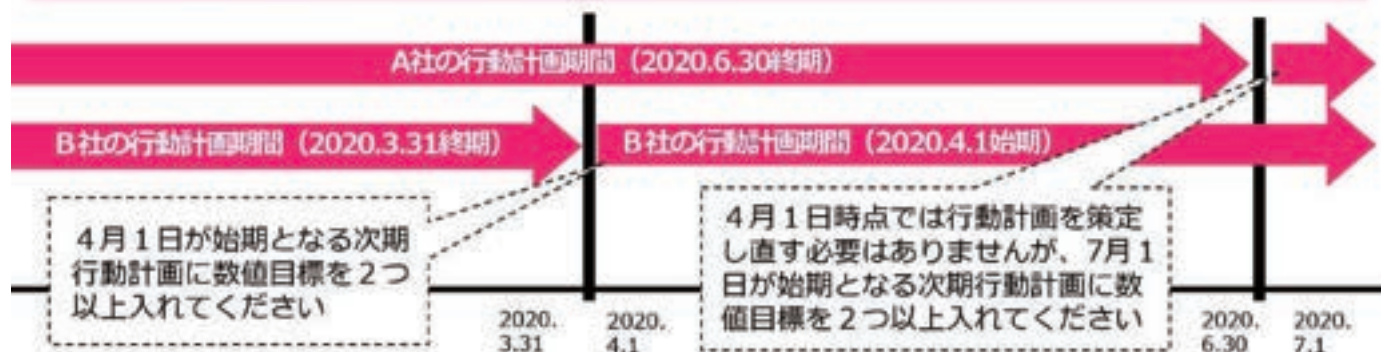 A社の行動計画期間（2020.6.30終期）
B社の行動計画期間（2020.3.31終期）
B社の行動計画期間（2020.4.1始期）
４月１日が始期となる次期
行動計画に数値目標を２つ
以上入れてください
４月１日時点では行動計画を策定
し直す必要はありませんが、7月１
日が始期となる次期行動計画に数
値目標を２つ以上入れてください
2020.
3.31
2020.
4.1
2020.
6.30
2020.
7.1